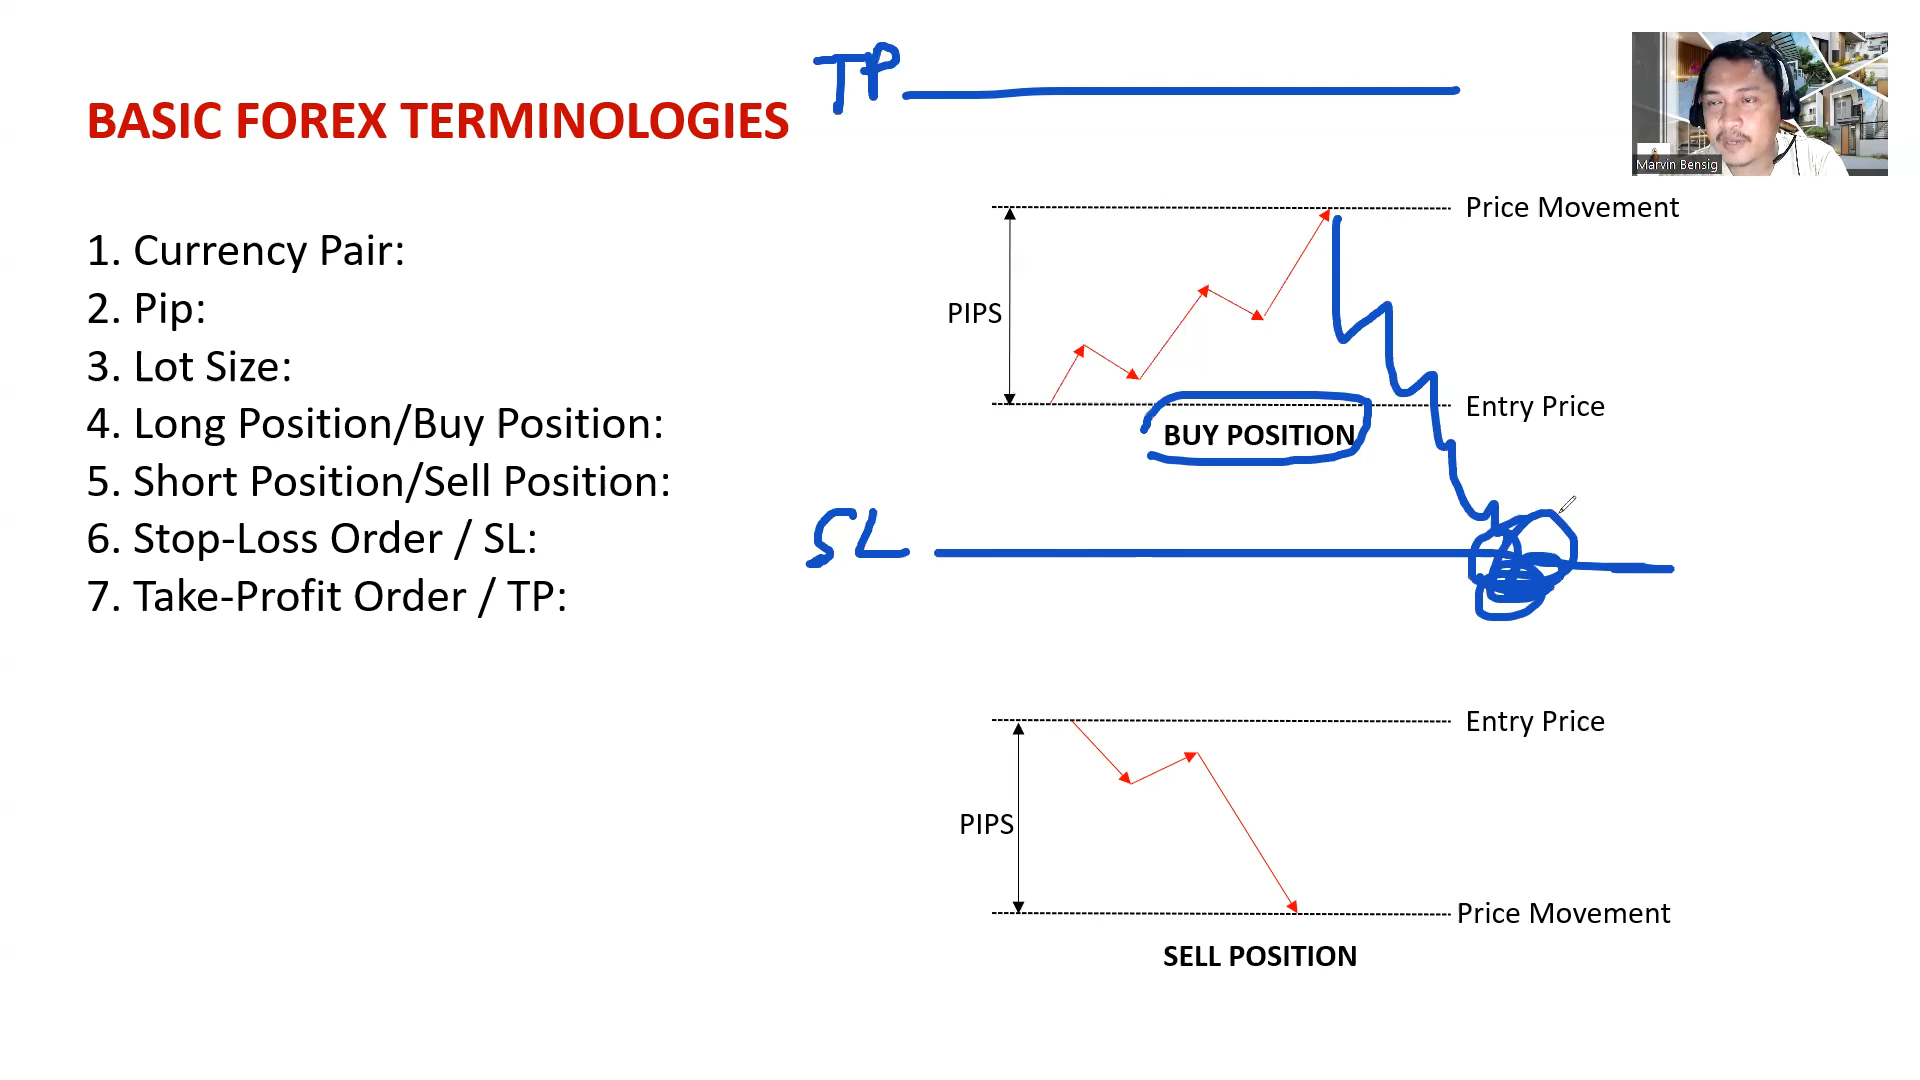 TP
BASIC FOREX TERMINOLOGIES
Marvin Bensig
1. Currency Pair:
2. Pip:
3. Lot Size:
4. Long Position/Buy Position:
5. Short Position/Sell Position:
6. Stop-Loss Order / SL:
7. Take-Profit Order / TP:
Price Movement
PIPS
Entry Price
BUY POSITION
SL
Entry Price
PIPS
Price Movement
SELL POSITION